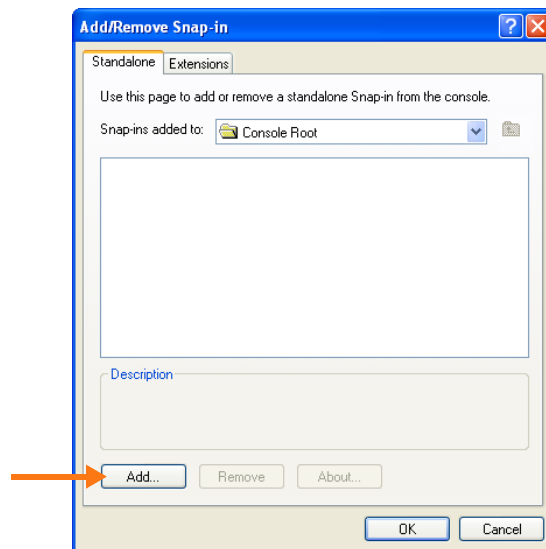 Add/Remove Snap-in
Standalone Extensions
Use this page to add or remove a standalone Snap-in from the console.
Snap-ins added to: Console Root
Description
Add... Remove About...
OK Cancel